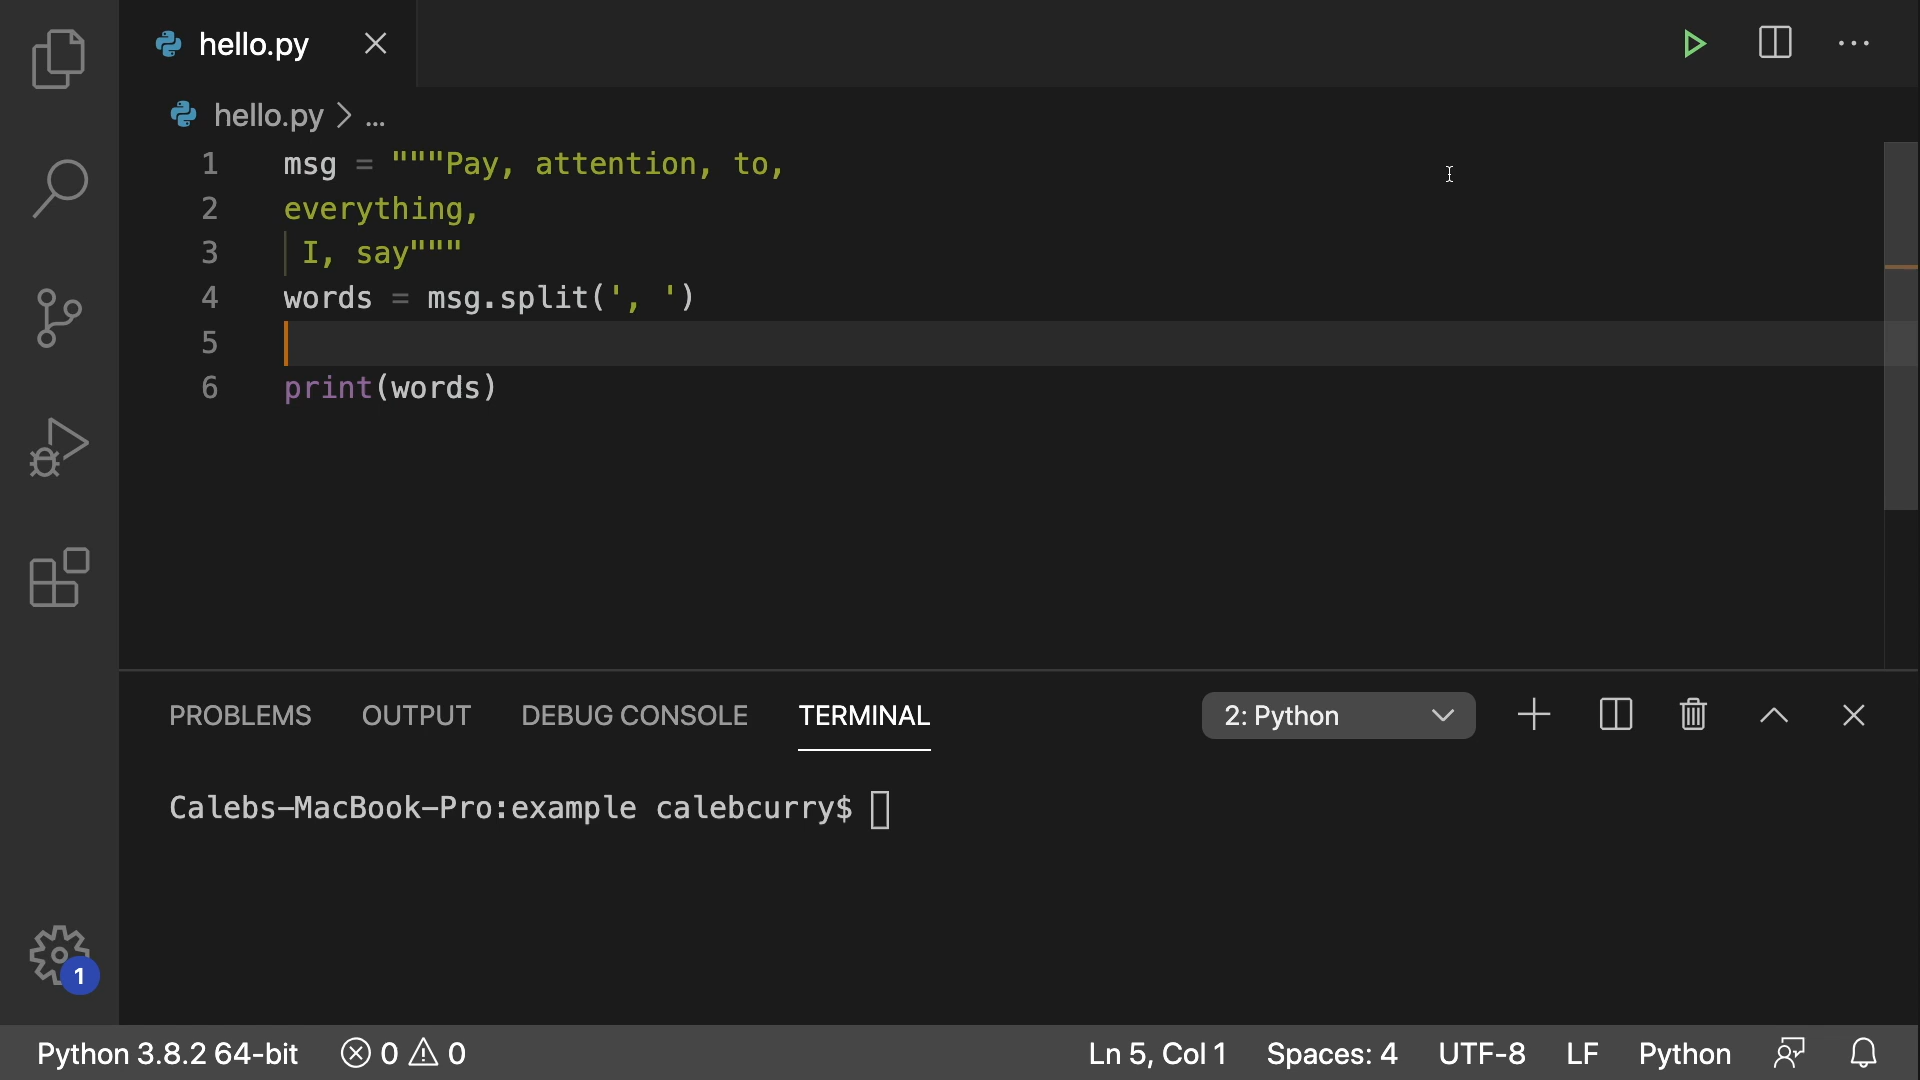 hello.py
hello.py > ...
1 msg = """Pay, attention, to,
2 everything,
3  I, say"""
4 words = msg.split(', ')
5
6 print(words)
PROBLEMS OUTPUT DEBUG CONSOLE TERMINAL 2: Python
Calebs-MacBook-Pro:example calebcurry$
1
Python 3.8.2 64-bit 0 0 Ln 5, Col 1 Spaces: 4 UTF-8 LF Python